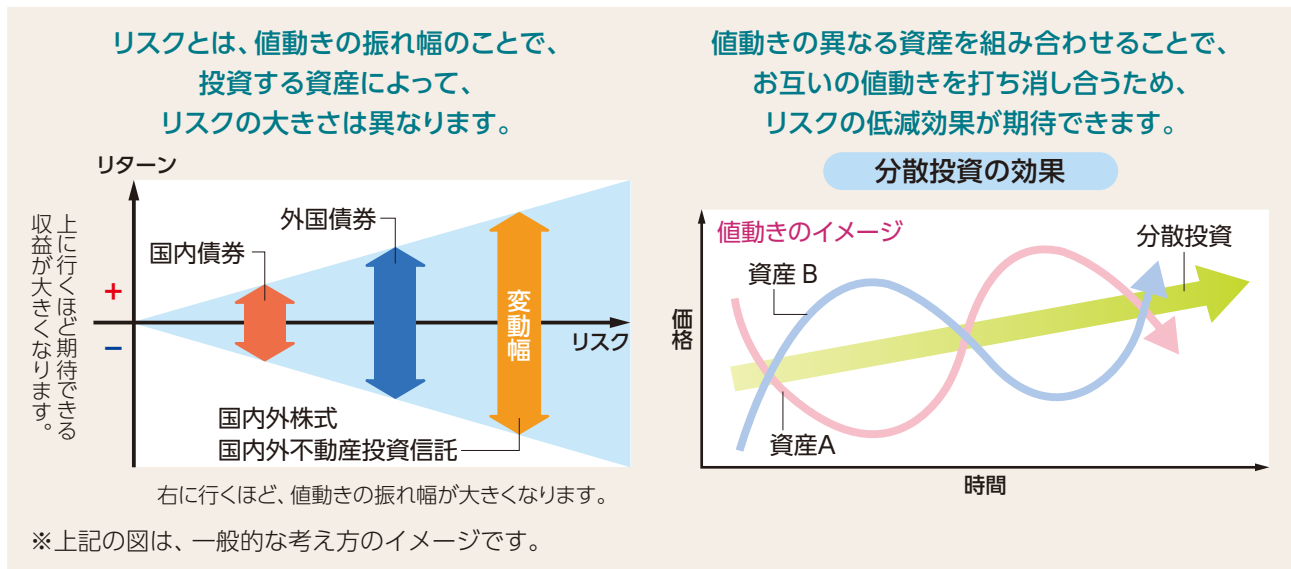 リスクとは、値動きの振れ幅のことで、
投資する資産によって、
リスクの大きさは異なります。
リターン
上に行くほど期待できる
収益が大きくなります。
+
−
国内債券
外国債券
変動幅
リスク
国内外株式
国内外不動産投資信託
右に行くほど、値動きの振れ幅が大きくなります。
※上記の図は、一般的な考え方のイメージです。
値動きの異なる資産を組み合わせることで、
お互いの値動きを打ち消し合うため、
リスクの低減効果が期待できます。
分散投資の効果
値動きのイメージ
分散投資
資産 B
価格
資産A
時間